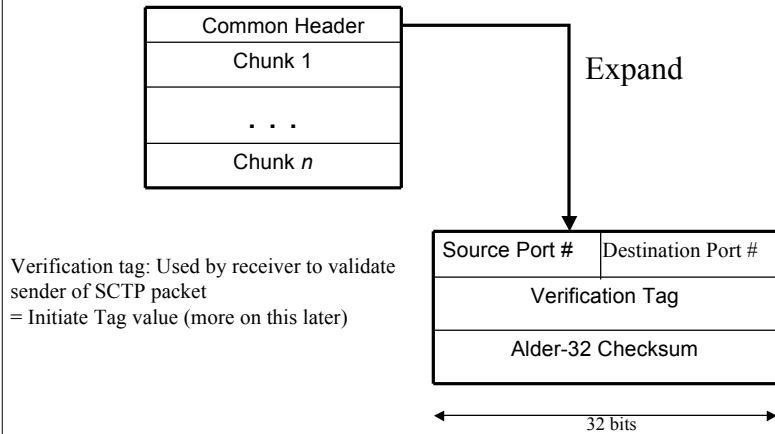 Common Header
Chunk 1
. . .
Chunk n
Expand
Verification tag: Used by receiver to validate
sender of SCTP packet
= Initiate Tag value (more on this later)
Source Port # Destination Port #
Verification Tag
Alder-32 Checksum
32 bits